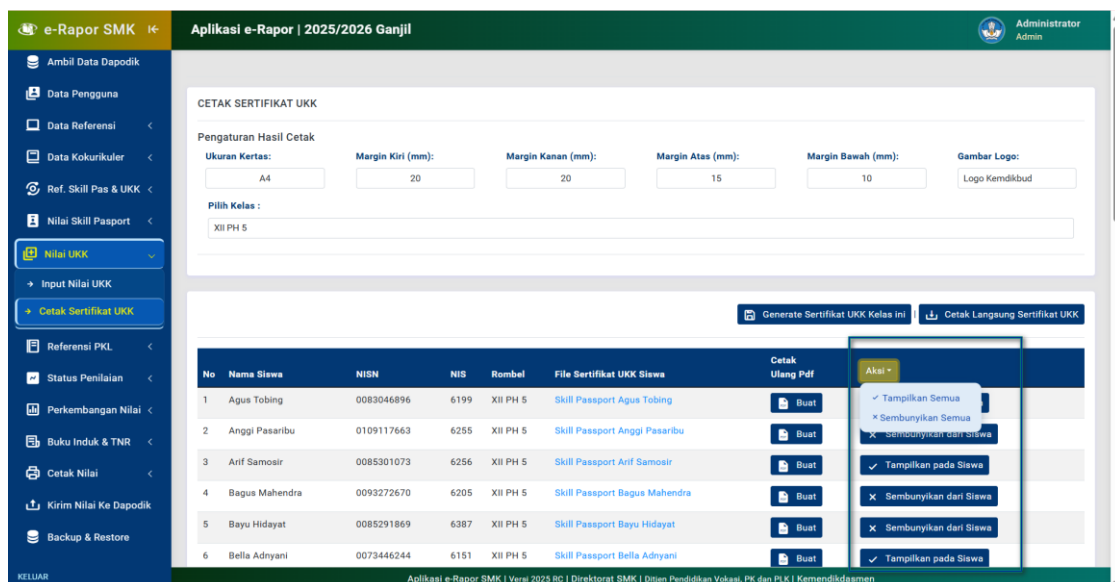 e-Rapor SMK
Aplikasi e-Rapor | 2025/2026 Ganjil
Administrator
Admin
Ambil Data Dapodik
Data Pengguna
Data Referensi
Data Kokurikuler
Ref. Skill Pas & UKK
Nilai Skill Pasport
Nilai UKK
Input Nilai UKK
Cetak Sertifikat UKK
Referensi PKL
Status Penilaian
Perkembangan Nilai
Buku Induk & TNR
Cetak Nilai
Kirim Nilai Ke Dapodik
Backup & Restore
KELUAR
CETAK SERTIFIKAT UKK
Pengaturan Hasil Cetak
Ukuran Kertas: Margin Kiri (mm): Margin Kanan (mm): Margin Atas (mm): Margin Bawah (mm): Gambar Logo:
A4 20 20 15 10 Logo Kemdikbud
Pilih Kelas :
XII PH 5
Generate Sertifikat UKK Kelas ini | Cetak Langsung Sertifikat UKK
No Nama Siswa NISN NIS Rombel File Sertifikat UKK Siswa Cetak Ulang Pdf Aksi
Tampilkan Semua
Sembunyikan Semua
1 Agus Tobing 0083046896 6199 XII PH 5 Skill Passport Agus Tobing Buat
2 Anggi Pasaribu 0109117663 6255 XII PH 5 Skill Passport Anggi Pasaribu Buat Sembunyikan dari Siswa
3 Arif Samosir 0085301073 6256 XII PH 5 Skill Passport Arif Samosir Buat Tampilkan pada Siswa
4 Bagus Mahendra 0093272670 6205 XII PH 5 Skill Passport Bagus Mahendra Buat Sembunyikan dari Siswa
5 Bayu Hidayat 0085291869 6387 XII PH 5 Skill Passport Bayu Hidayat Buat Sembunyikan dari Siswa
6 Bella Adnyani 0073446244 6151 XII PH 5 Skill Passport Bella Adnyani Buat Tampilkan pada Siswa
Aplikasi e-Rapor SMK | Versi 2025 RC | Direktorat SMK | Ditjen Pendidikan Vokasi, PK dan PLK | Kemendikdasmen